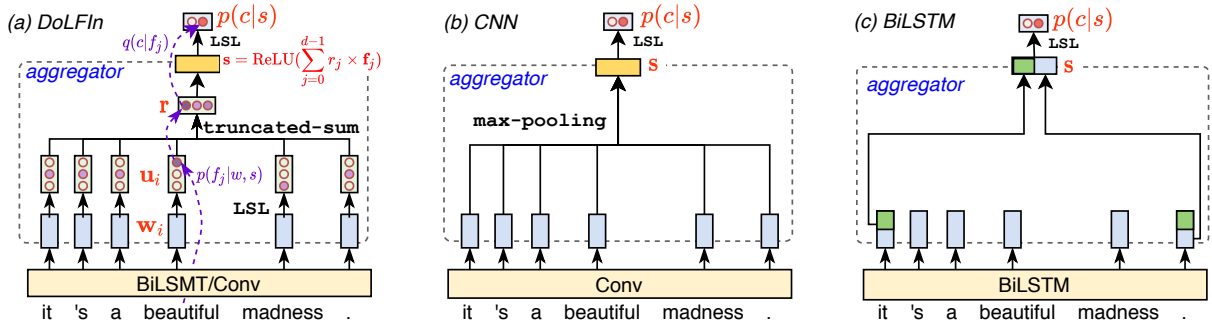 (a) DoLFIn
p(c|s)
q(c|f_j)
LSL
s = ReLU(∑_{j=0}^{d−1} r_j × f_j)
aggregator
r
truncated-sum
u_i
p(f_j|w, s)
LSL
w_i
BiLSMT/Conv
it 's a beautiful madness .
(b) CNN
p(c|s)
LSL
s
aggregator
max-pooling
Conv
it 's a beautiful madness .
(c) BiLSTM
p(c|s)
LSL
s
aggregator
BiLSTM
it 's a beautiful madness .